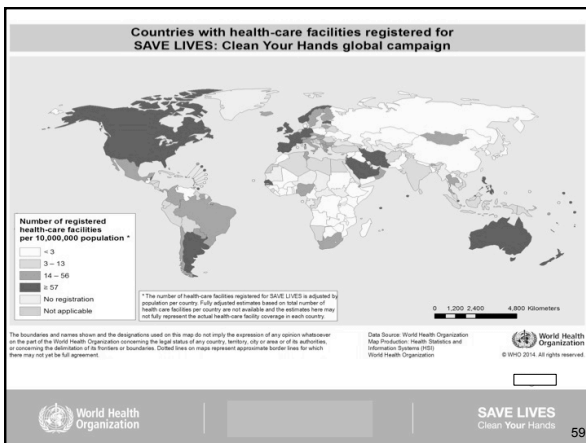 Countries with health-care facilities registered for
SAVE LIVES: Clean Your Hands global campaign
Number of registered
health-care facilities
per 10,000,000 population *
< 3
3 – 13
14 – 56
≥ 57
No registration
Not applicable
* The number of health-care facilities registered for SAVE LIVES is adjusted by
population per country. Fully adjusted estimates based on total number of
health care facilities per country are not available and the estimates here may
not fully represent the actual health-care facility coverage in each country.
0 1,200 2,400 4,800 Kilometers
The boundaries and names shown and the designations used on this map do not imply the expression of any opinion whatsoever
on the part of the World Health Organization concerning the legal status of any country, territory, city or area or of its authorities,
or concerning the delimitation of its frontiers or boundaries. Dotted lines on maps represent approximate border lines for which
there may not yet be full agreement.
Data Source: World Health Organization
Map Production: Health Statistics and
Information Systems (HSI)
World Health Organization
World Health
Organization
© WHO 2014. All rights reserved.
World Health
Organization
SAVE LIVES
Clean Your Hands
59